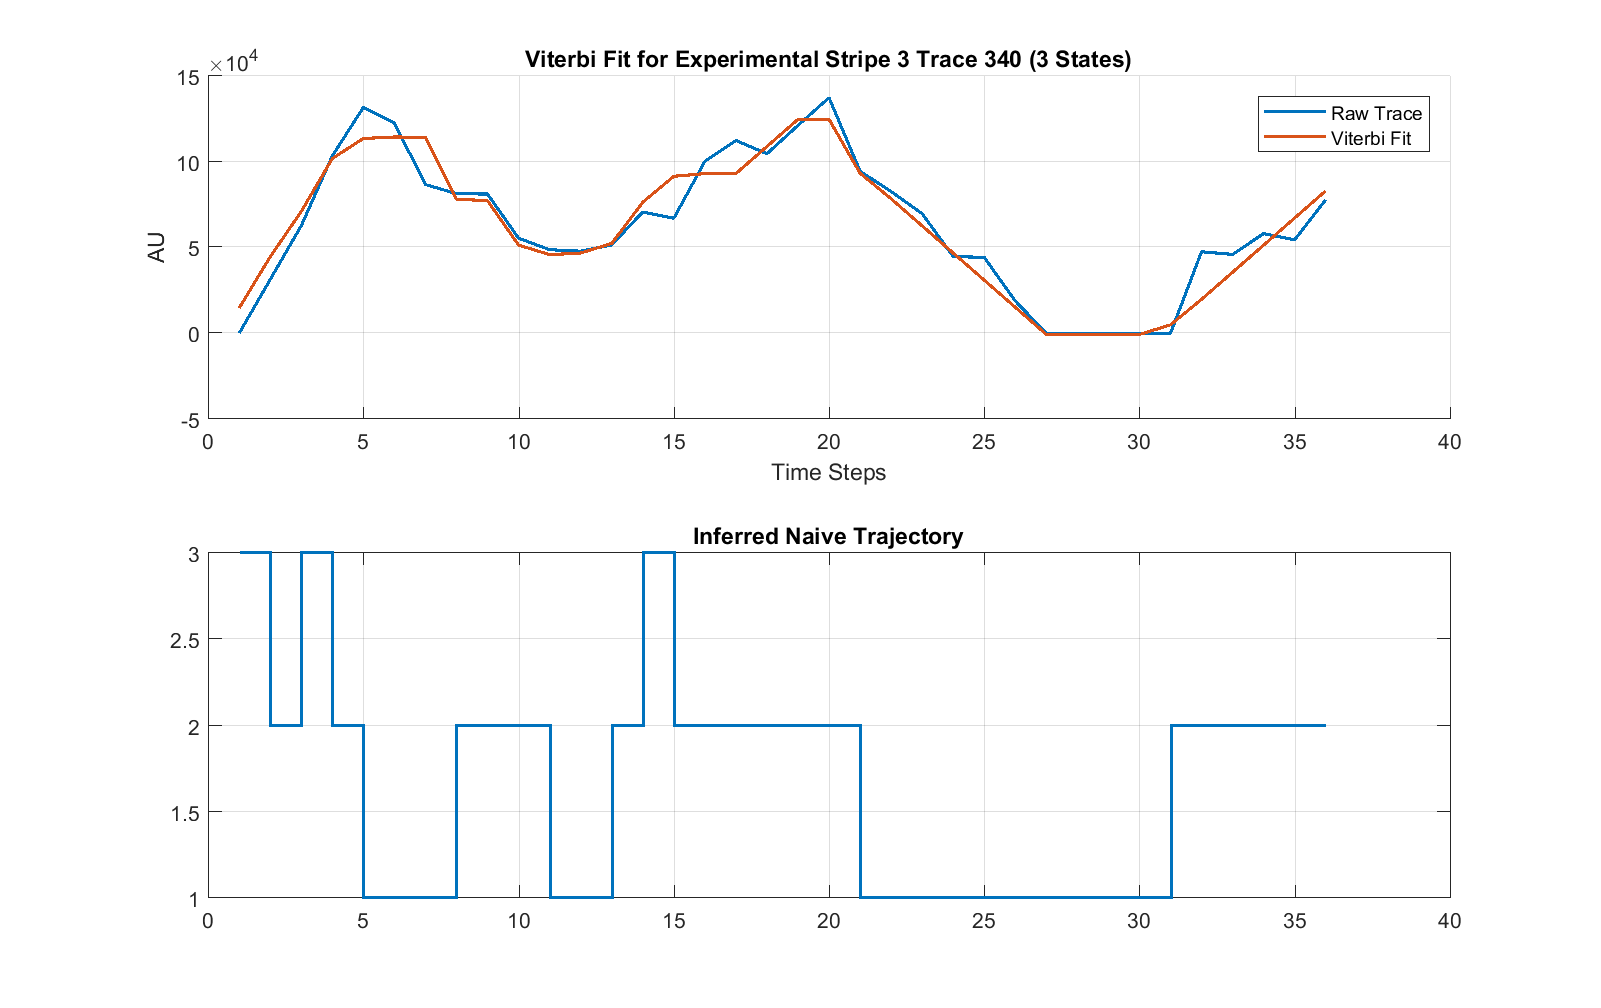 Viterbi Fit for Experimental Stripe 3 Trace 340 (3 States)
×10⁴
15
10
5
0
-5
AU
Raw Trace
Viterbi Fit
0 5 10 15 20 25 30 35 40
Time Steps
Inferred Naive Trajectory
3
2.5
2
1.5
1
0 5 10 15 20 25 30 35 40